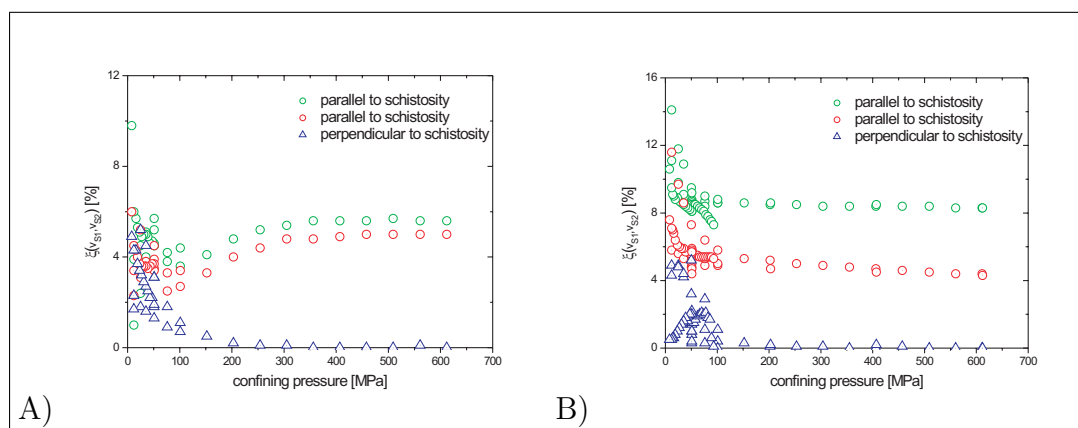 12
8
4
0
0
100
200
300
400
500
600
700
ξ(vS1,vS2) [%]
confining pressure [MPa]
parallel to schistosity
parallel to schistosity
perpendicular to schistosity
A)
16
12
8
4
0
0
100
200
300
400
500
600
700
ξ(vS1,vS2) [%]
confining pressure [MPa]
parallel to schistosity
parallel to schistosity
perpendicular to schistosity
B)